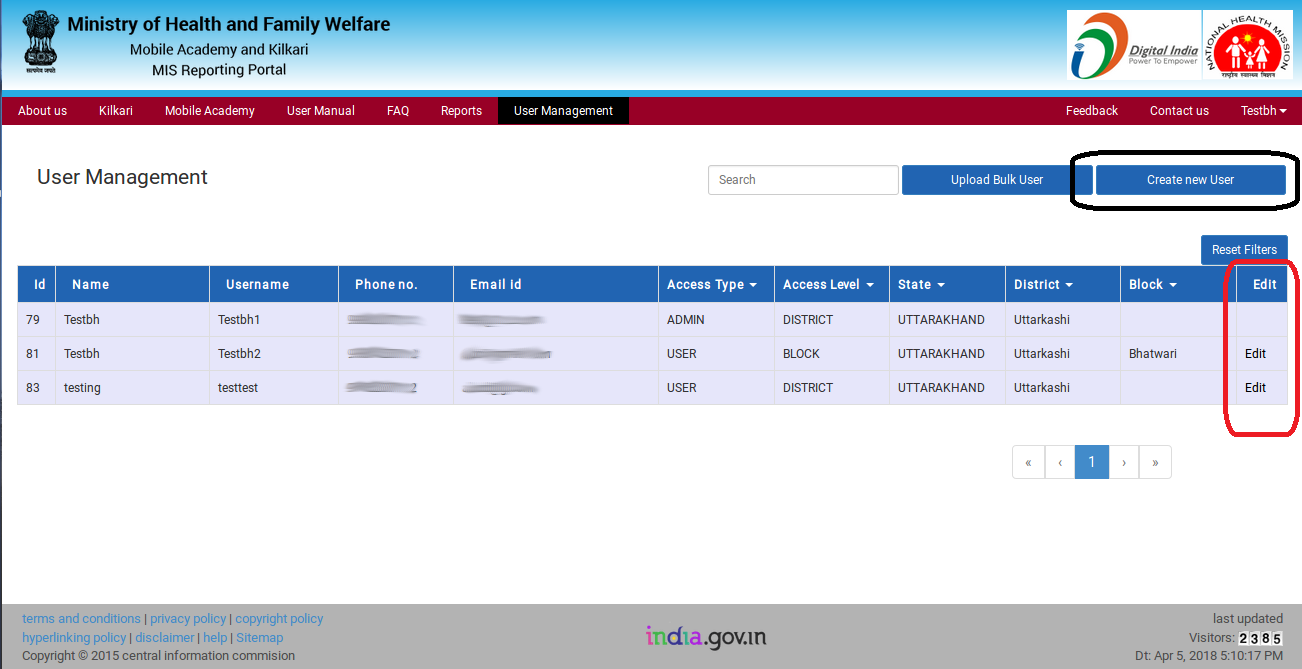 Ministry of Health and Family Welfare
Mobile Academy and Kilkari
MIS Reporting Portal
सत्यमेव जयते
Digital India
Power To Empower
NATIONAL HEALTH MISSION
राष्ट्रीय स्वास्थ्य मिशन
About us Kilkari Mobile Academy User Manual FAQ Reports User Management Feedback Contact us Testbh
User Management
Search Upload Bulk User Create new User
Reset Filters
Id Name Username Phone no. Email Id Access Type Access Level State District Block Edit
79 Testbh Testbh1 ADMIN DISTRICT UTTARAKHAND Uttarkashi
81 Testbh Testbh2 USER BLOCK UTTARAKHAND Uttarkashi Bhatwari Edit
83 testing testtest USER DISTRICT UTTARAKHAND Uttarkashi Edit
« ‹ 1 › »
terms and conditions | privacy policy | copyright policy
hyperlinking policy | disclaimer | help | Sitemap
Copyright © 2015 central information commision
india.gov.in
last updated
Visitors: 2385
Dt: Apr 5, 2018 5:10:17 PM